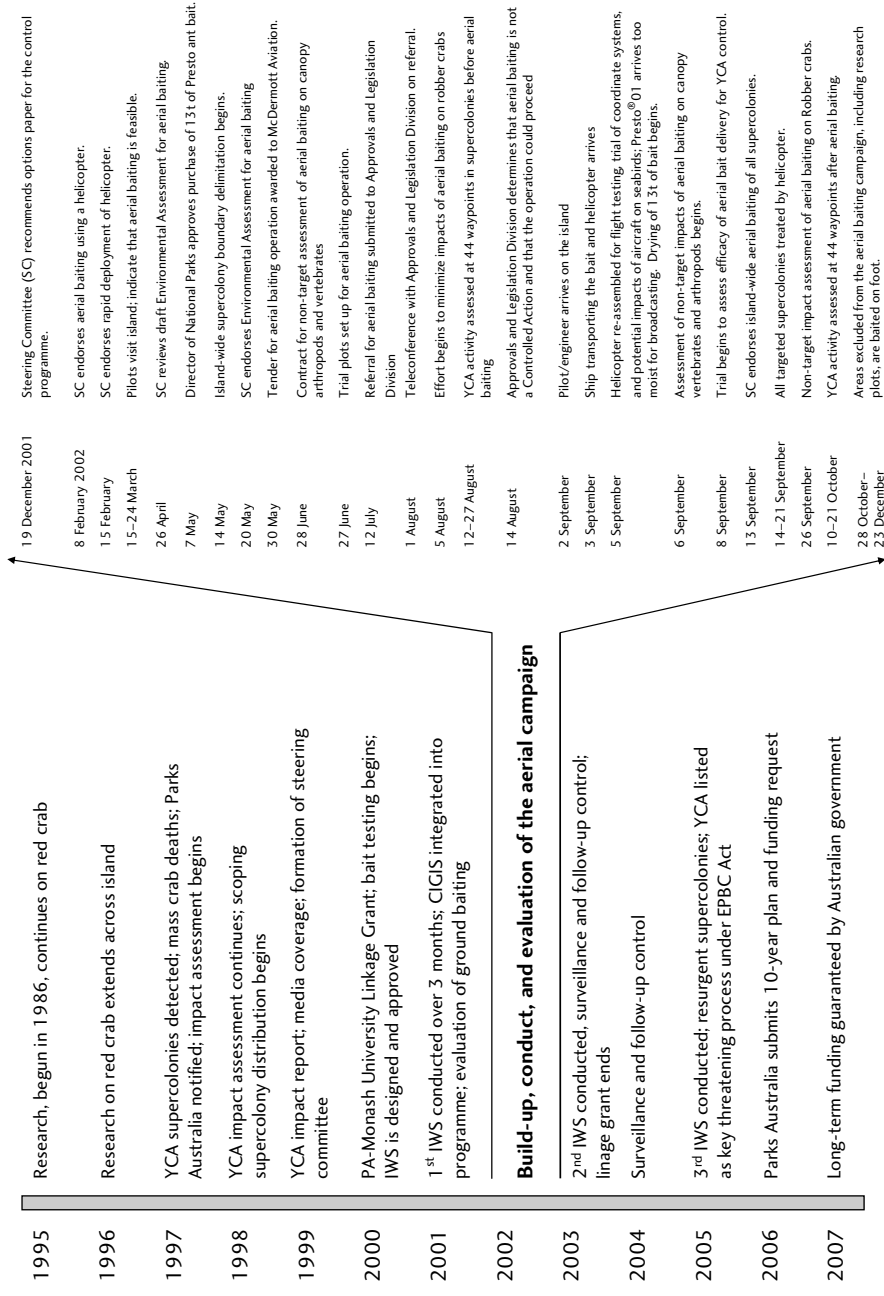 1995
Research, begun in 1986, continues on red crab
1996
Research on red crab extends across island
1997
YCA supercolonies detected; mass crab deaths; Parks
Australia notified; impact assessment begins
1998
YCA impact assessment continues; scoping
supercolony distribution begins
1999
YCA impact report; media coverage; formation of steering
committee
2000
PA-Monash University Linkage Grant; bait testing begins;
IWS is designed and approved
2001
1st IWS conducted over 3 months; CIGIS integrated into
programme; evaluation of ground baiting
2002
Build-up, conduct, and evaluation of the aerial campaign
2003
2nd IWS conducted, surveillance and follow-up control;
linage grant ends
2004
Surveillance and follow-up control
2005
3rd IWS conducted; resurgent supercolonies; YCA listed
as key threatening process under EPBC Act
2006
Parks Australia submits 10-year plan and funding request
2007
Long-term funding guaranteed by Australian government
19 December 2001
Steering Committee (SC) recommends options paper for the control
programme.
8 February 2002
SC endorses aerial baiting using a helicopter.
15 February
SC endorses rapid deployment of helicopter.
15–24 March
Pilots visit island; indicate that aerial baiting is feasible.
26 April
SC reviews draft Environmental Assessment for aerial baiting
7 May
Director of National Parks approves purchase of 13t of Presto ant bait.
14 May
Island-wide supercolony boundary delimitation begins.
20 May
SC endorses Environmental Assessment for aerial baiting
30 May
Tender for aerial baiting operation awarded to McDermott Aviation.
28 June
Contract for non-target assessment of aerial baiting on canopy
arthropods and vertebrates
27 June
Trial plots set up for aerial baiting operation.
12 July
Referral for aerial baiting submitted to Approvals and Legislation
Division
1 August
Teleconference with Approvals and Legislation Division on referral.
5 August
Effort begins to minimize impacts of aerial baiting on robber crabs
12–27 August
YCA activity assessed at 44 waypoints in supercolonies before aerial
baiting
14 August
Approvals and Legislation Division determines that aerial baiting is not
a Controlled Action and that the operation could proceed
2 September
Pilot/engineer arrives on the island
3 September
Ship transporting the bait and helicopter arrives
5 September
Helicopter re-assembled for flight testing, trial of coordinate systems,
and potential impacts of aircraft on seabirds; Presto®01 arrives too
moist for broadcasting. Drying of 13t of bait begins.
6 September
Assessment of non-target impacts of aerial baiting on canopy
vertebrates and arthropods begins.
8 September
Trial begins to assess efficacy of aerial bait delivery for YCA control.
13 September
SC endorses island-wide aerial baiting of all supercolonies.
14–21 September
All targeted supercolonies treated by helicopter.
26 September
Non-target impact assessment of aerial baiting on Robber crabs.
10–21 October
YCA activity assessed at 44 waypoints after aerial baiting.
28 October–
23 December
Areas excluded from the aerial baiting campaign, including research
plots, are baited on foot.